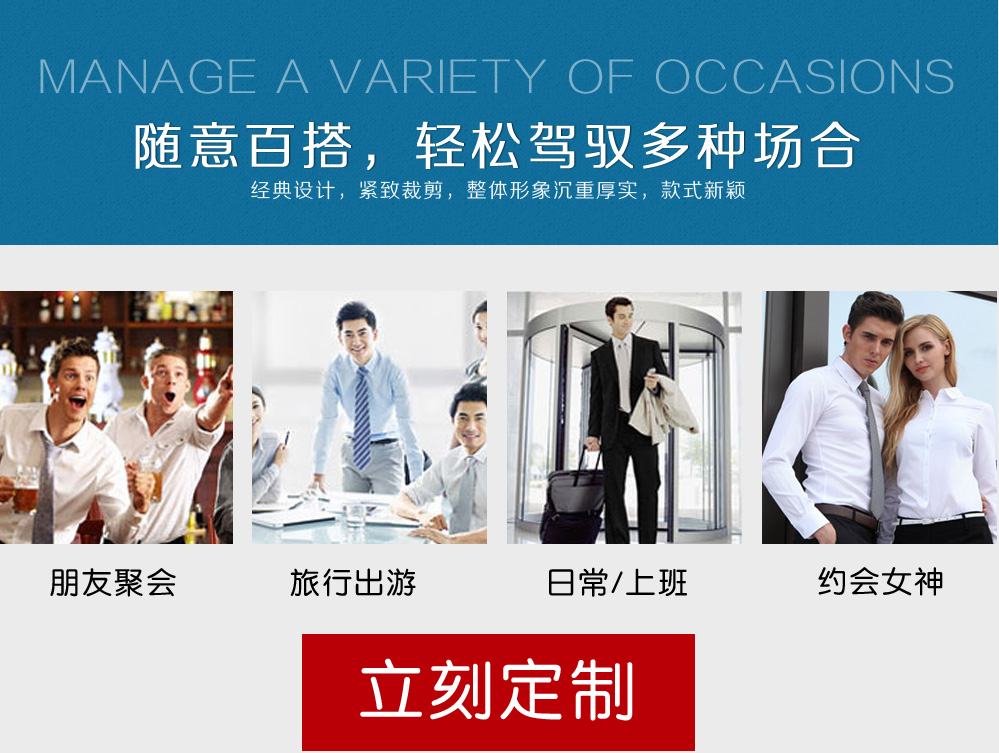 MANAGE A VARIETY OF OCCASIONS
随意百搭，轻松驾驭多种场合
经典设计，紧致裁剪，整体形象沉重厚实，款式新颖
朋友聚会
旅行出游
日常/上班
约会女神
立刻定制